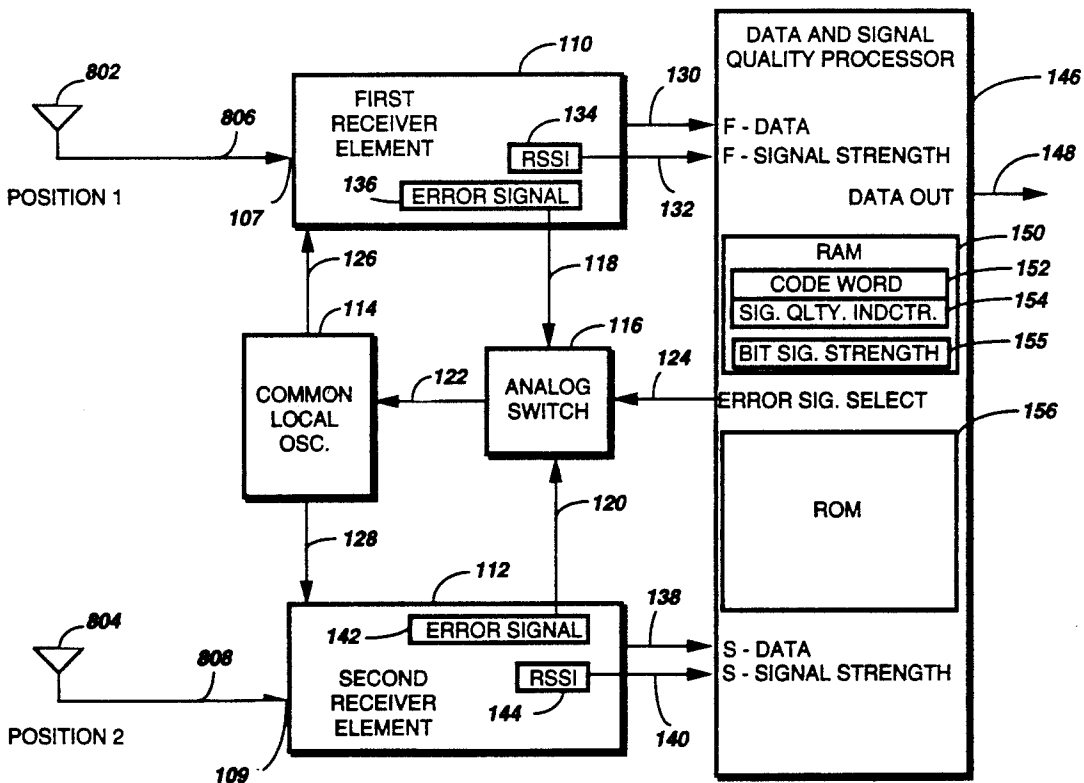 110
DATA AND SIGNAL
QUALITY PROCESSOR
146
802
806
FIRST
RECEIVER
ELEMENT
134
RSSI
136
ERROR SIGNAL
130
F - DATA
F - SIGNAL STRENGTH
132
148
DATA OUT
POSITION 1
107
126
118
150
RAM
152
CODE WORD
154
SIG. QLTY. INDCTR.
155
BIT SIG. STRENGTH
114
116
COMMON
LOCAL
OSC.
122
ANALOG
SWITCH
124
ERROR SIG. SELECT
156
ROM
120
128
112
804
808
142
ERROR SIGNAL
138
S - DATA
S - SIGNAL STRENGTH
SECOND
RECEIVER
ELEMENT
RSSI
144
140
POSITION 2
109